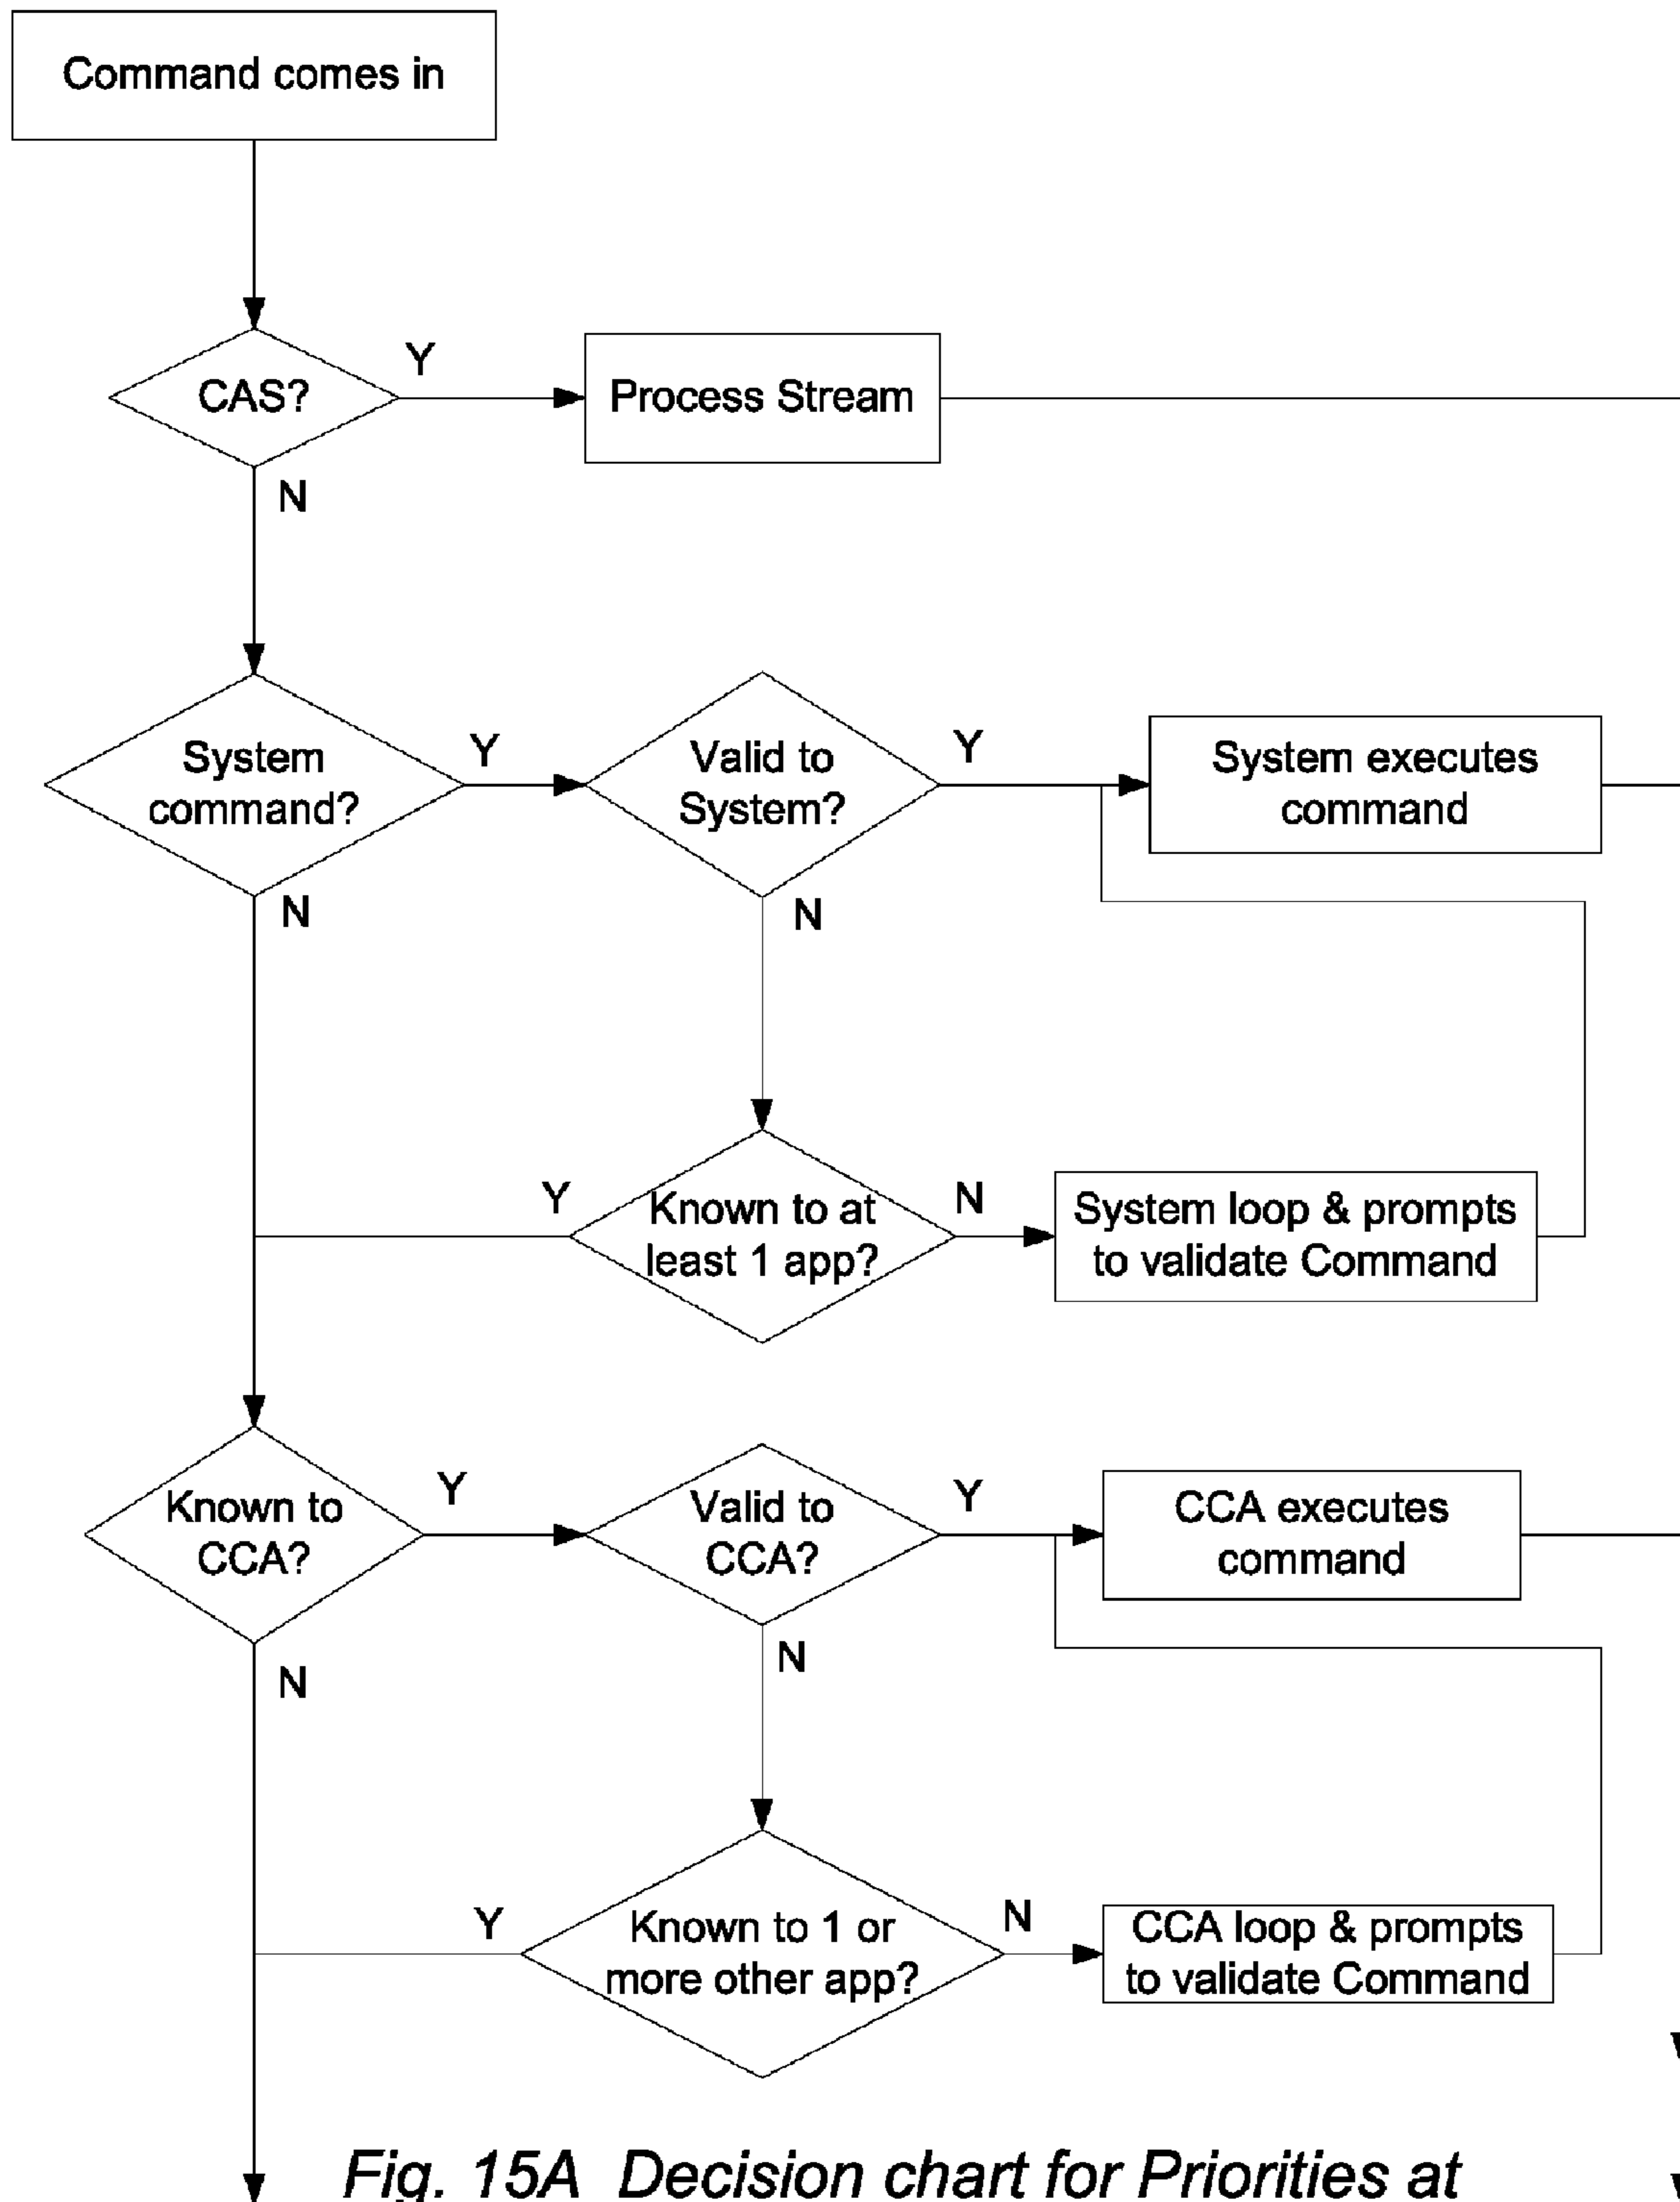 Command comes in
CAS?
Y
Process Stream
N
System
command?
Y
Valid to
System?
Y
System executes
command
N
N
Y
Known to at
least 1 app?
N
System loop & prompts
to validate Command
Known to
CCA?
Y
Valid to
CCA?
Y
CCA executes
command
N
N
Y
Known to 1 or
more other app?
N
CCA loop & prompts
to validate Command
Fig. 15A Decision chart for Priorities at